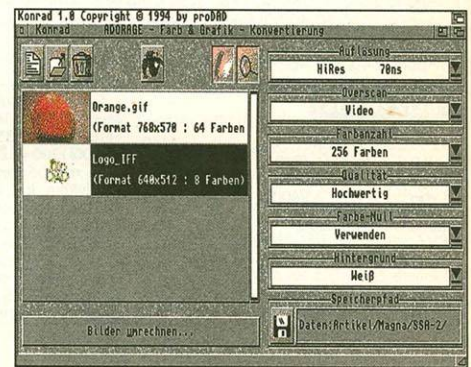 Konrad 1.0 Copyright © 1994 by proDAD
Konrad ADORAGE - Farb & Grafik - Konvertierung
Orange.gif
(Format 768x570 : 64 Farben
Logo_IFF
(Format 640x512 : 8 Farben)
Bilder umrechnen...
Auflösung
HiRes 70ns
Overscan
Video
Farbanzahl
256 Farben
Qualität
Hochwertig
Farbe-Null
Verwenden
Hintergrund
Weiß
Speicherpfad
Daten:Artikel/Magna/SSA-2/